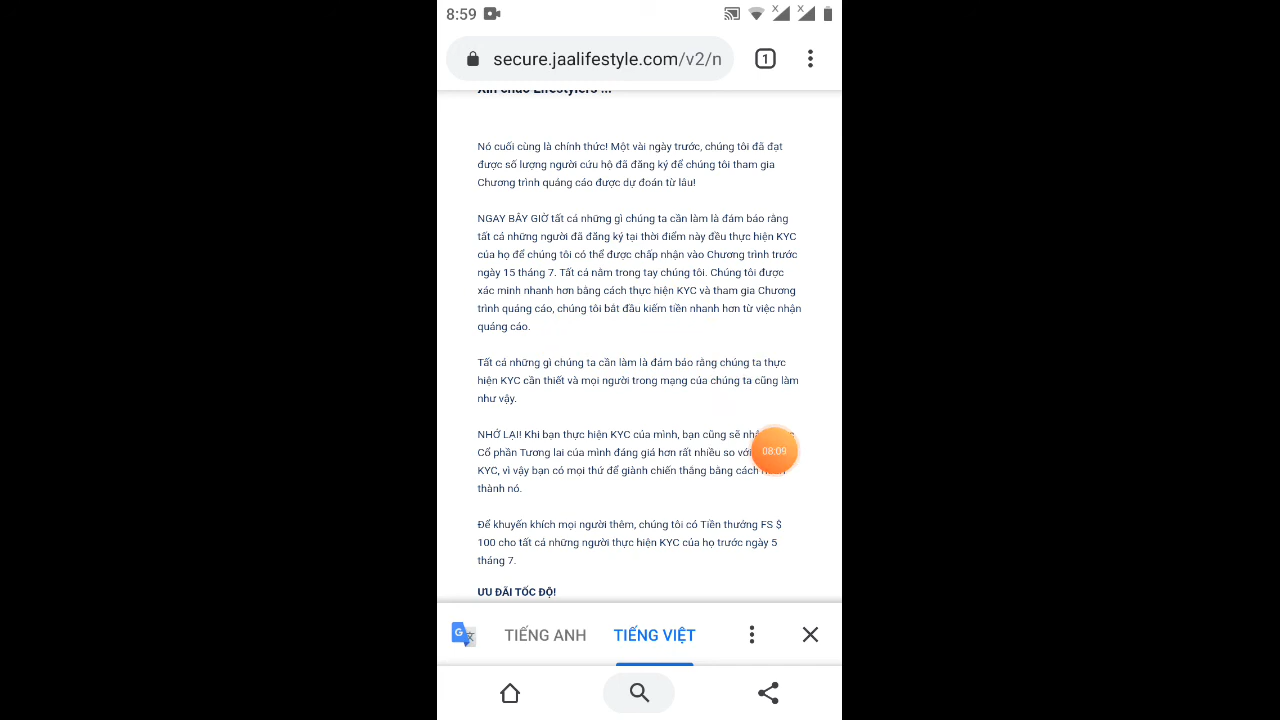 8:59
secure.jaalifestyle.com/v2/n
1
Xin chào Lifestylers ...
Nó cuối cùng là chính thức! Một vài ngày trước, chúng tôi đã đạt
được số lượng người cứu hộ đã đăng ký để chúng tôi tham gia
Chương trình quảng cáo được dự đoán từ lâu!
NGAY BÂY GIỜ tất cả những gì chúng ta cần làm là đảm bảo rằng
tất cả những người đã đăng ký tại thời điểm này đều thực hiện KYC
của họ để chúng tôi có thể được chấp nhận vào Chương trình trước
ngày 15 tháng 7. Tất cả nằm trong tay chúng tôi. Chúng tôi được
xác minh nhanh hơn bằng cách thực hiện KYC và tham gia Chương
trình quảng cáo, chúng tôi bắt đầu kiếm tiền nhanh hơn từ việc nhận
quảng cáo.
Tất cả những gì chúng ta cần làm là đảm bảo rằng chúng ta thực
hiện KYC cần thiết và mọi người trong mạng của chúng ta cũng làm
như vậy.
NHỚ LẠI! Khi bạn thực hiện KYC của mình, bạn cũng sẽ
Cổ phần Tương lai của mình đáng giá hơn rất nhiều so với
08:09
KYC, vì vậy bạn có mọi thứ để giành chiến thắng bằng cách
thành nó.
Để khuyến khích mọi người thêm, chúng tôi có Tiền thưởng FS $
100 cho tất cả những người thực hiện KYC của họ trước ngày 5
tháng 7.
ƯU ĐÃI TỐC ĐỘ!
TIẾNG ANH
TIẾNG VIỆT